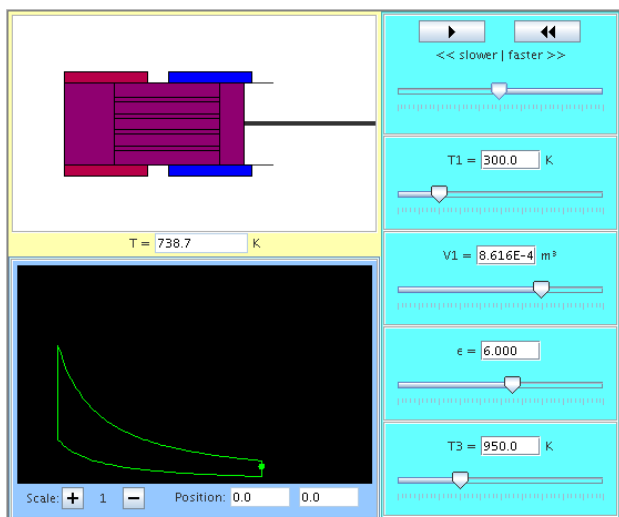 << slower | faster >>
T1 = 300.0 K
T = 738.7 K
V1 = 8.616E-4 m³
ϵ = 6.000
T3 = 950.0 K
Scale: + 1 − Position: 0.0 0.0